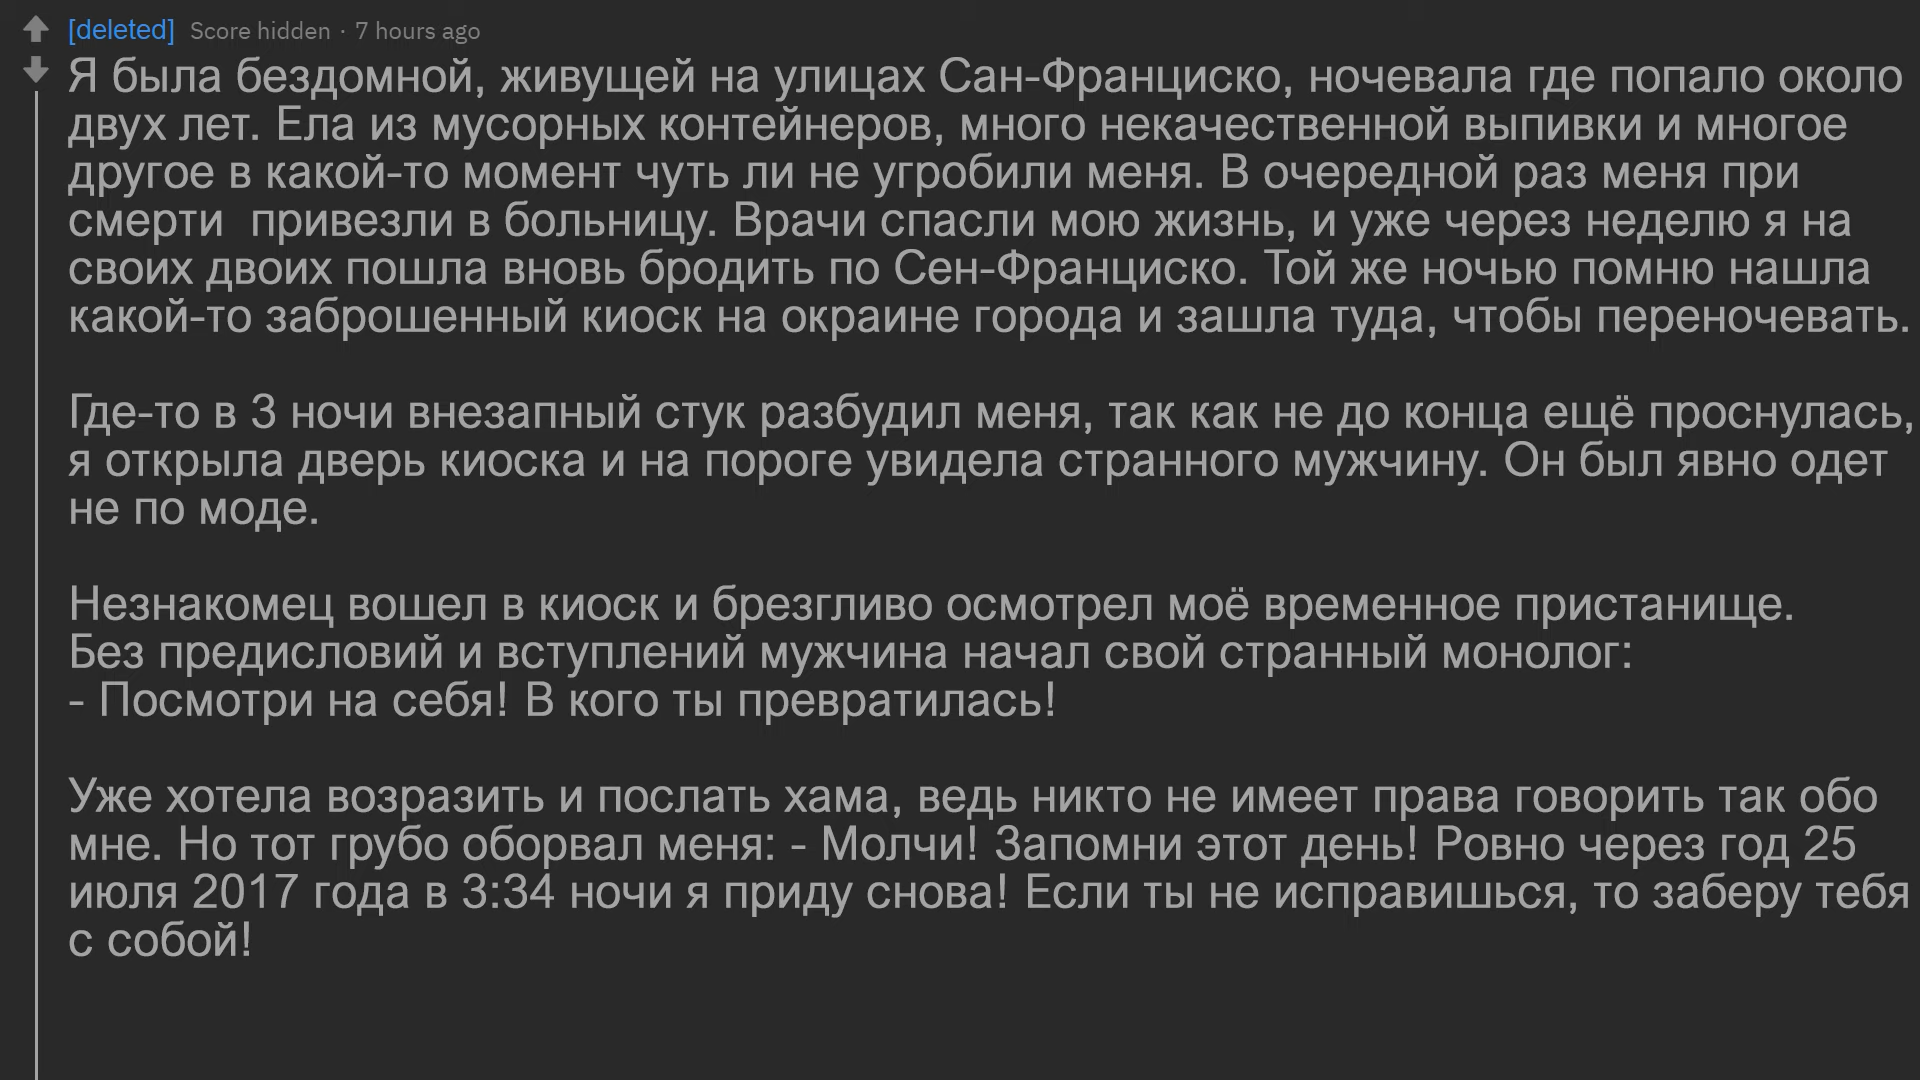 [deleted] Score hidden · 7 hours ago
Я была бездомной, живущей на улицах Сан-Франциско, ночевала где попало около
двух лет. Ела из мусорных контейнеров, много некачественной выпивки и многое
другое в какой-то момент чуть ли не угробили меня. В очередной раз меня при
смерти  привезли в больницу. Врачи спасли мою жизнь, и уже через неделю я на
своих двоих пошла вновь бродить по Сен-Франциско. Той же ночью помню нашла
какой-то заброшенный киоск на окраине города и зашла туда, чтобы переночевать.
Где-то в 3 ночи внезапный стук разбудил меня, так как не до конца ещё проснулась,
я открыла дверь киоска и на пороге увидела странного мужчину. Он был явно одет
не по моде.
Незнакомец вошел в киоск и брезгливо осмотрел моё временное пристанище.
Без предисловий и вступлений мужчина начал свой странный монолог:
- Посмотри на себя! В кого ты превратилась!
Уже хотела возразить и послать хама, ведь никто не имеет права говорить так обо
мне. Но тот грубо оборвал меня: - Молчи! Запомни этот день! Ровно через год 25
июля 2017 года в 3:34 ночи я приду снова! Если ты не исправишься, то заберу тебя
с собой!